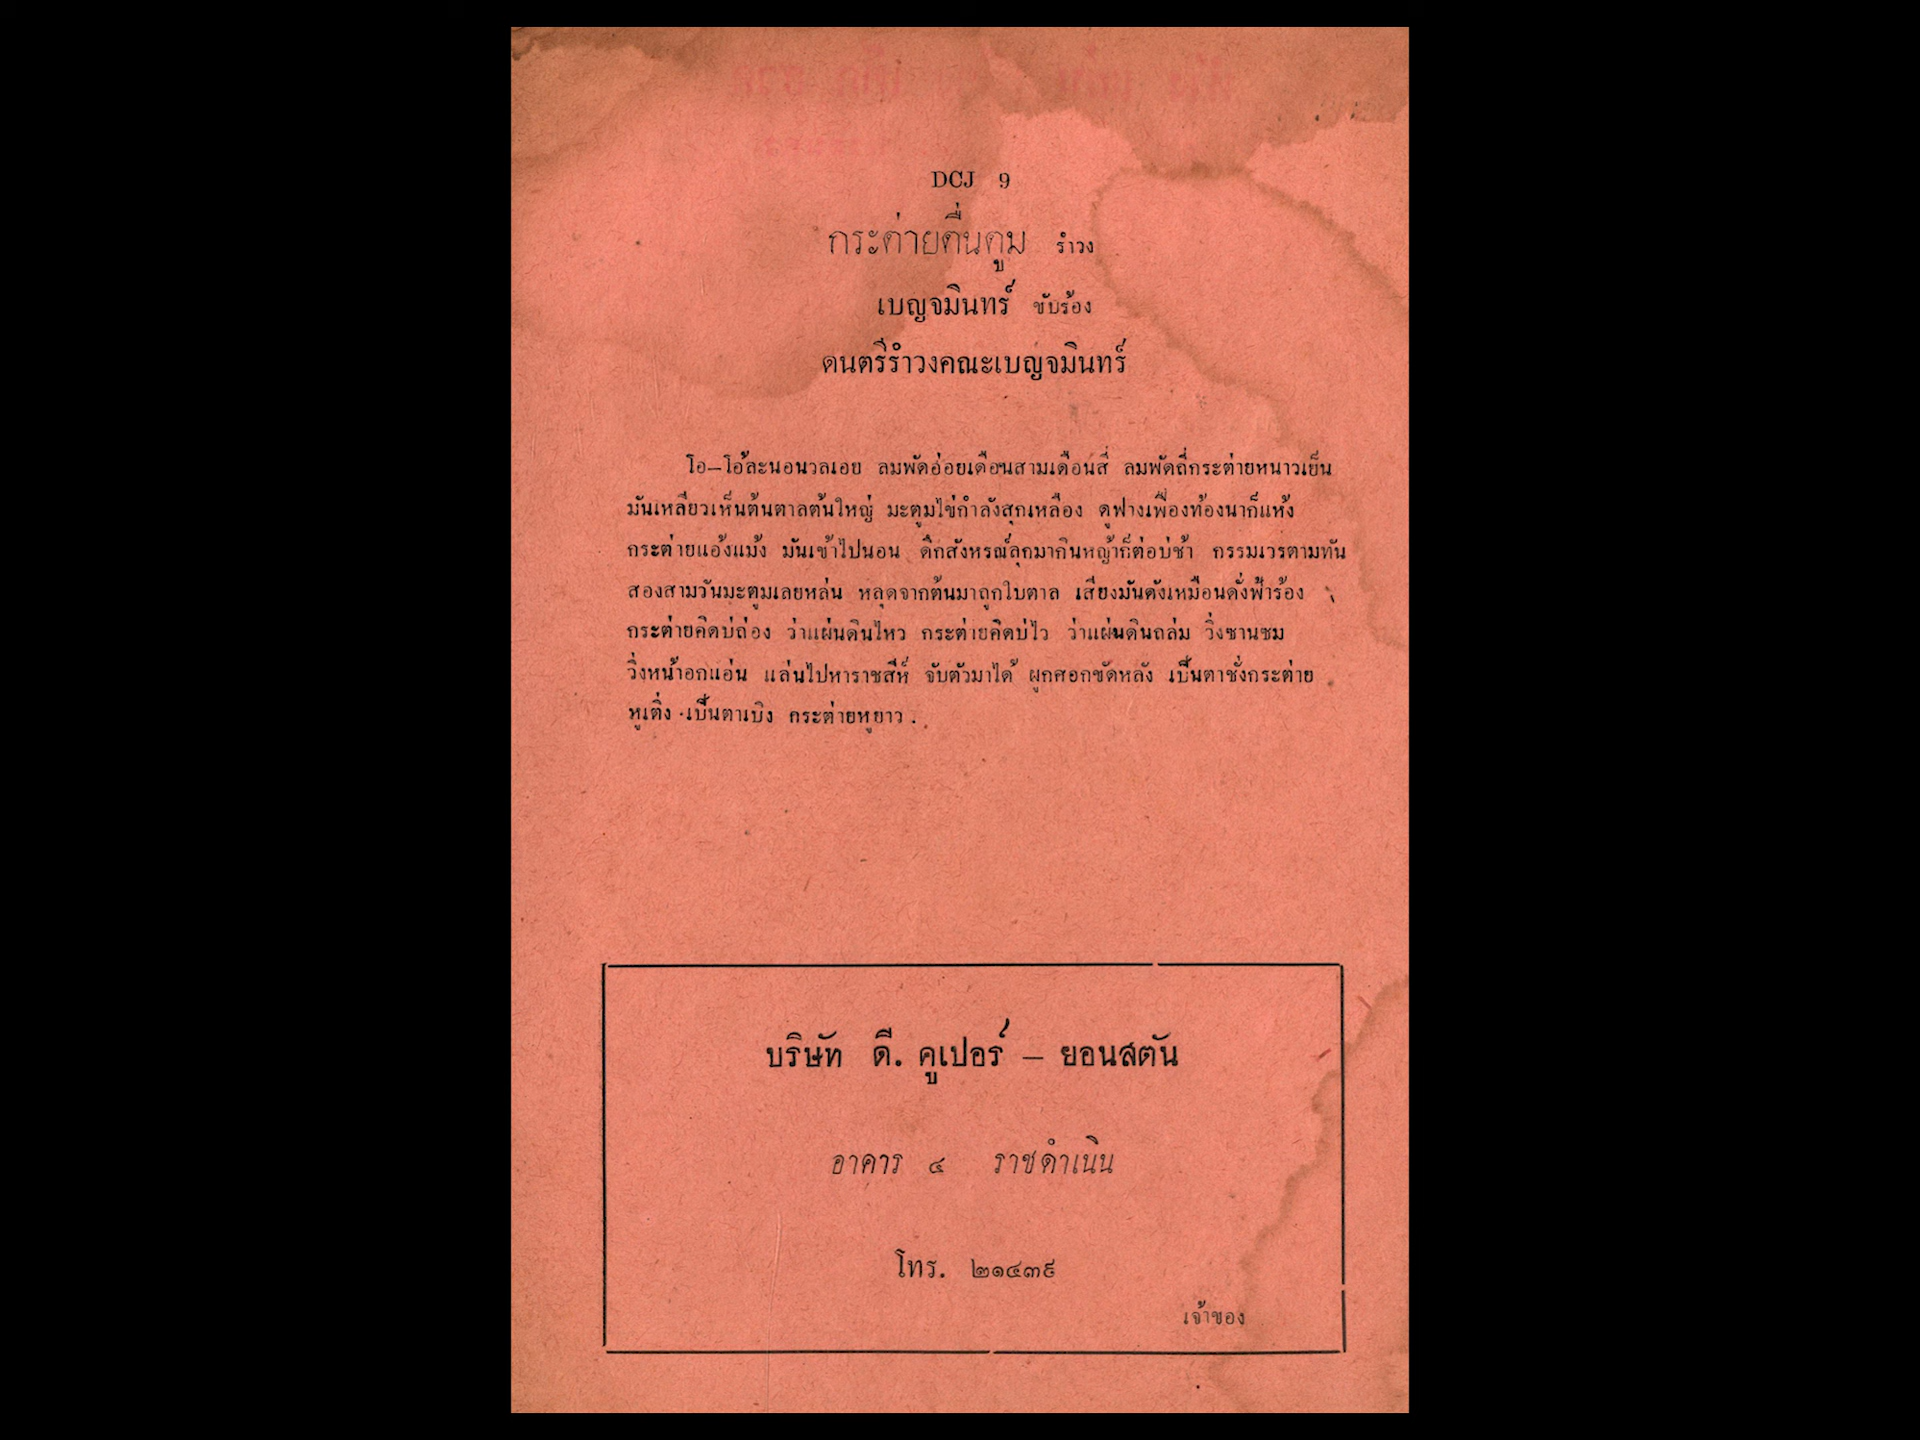 DCJ 9
กระต่ายตื่นตูม รำวง
เบญจมินทร์ ขับร้อง
ดนตรีรำวงคณะเบญจมินทร์
โอ–โอ้ละนอนวลเอย ลมพัดอ่อยเดือนสามเดือนสี่ ลมพัดถี่กระต่ายหนาวเย็น
มันเหลียวเห็นต้นตาลต้นใหญ่ มะตูมไข่กำลังสุกเหลือง ดูฟางเฟืองท้องนาก็แห้ง
กระต่ายแอ้งแม้ง มันเข้าไปนอน ดึกสังหรณ์ลุกมากินหญ้าก็ต่อบ่ช้า กรรมเวรตามทัน
สองสามวันมะตูมเลยหล่น หลุดจากต้นมาถูกใบตาล เสียงมันดังเหมือนดั่งฟ้าร้อง
กระต่ายคิดบ่ถ่อง ว่าแผ่นดินไหว กระต่ายคิดบ่ไว ว่าแผ่นดินถล่ม วิ่งซานซม
วิ่งหน้าอกแอ่น แล่นไปหาราชสีห์ จับตัวมาได้ ผูกศอกขัดหลัง เบิ็นตาชั่งกระต่าย
หูเติ่ง เบิ็นตาเบิง กระต่ายหูยาว .
บริษัท ดี. คูเปอร์ – ยอนสตัน
อาคาร ๔ ราชดำเนิน
โทร. ๒๑๔๓๙
เจ้าของ